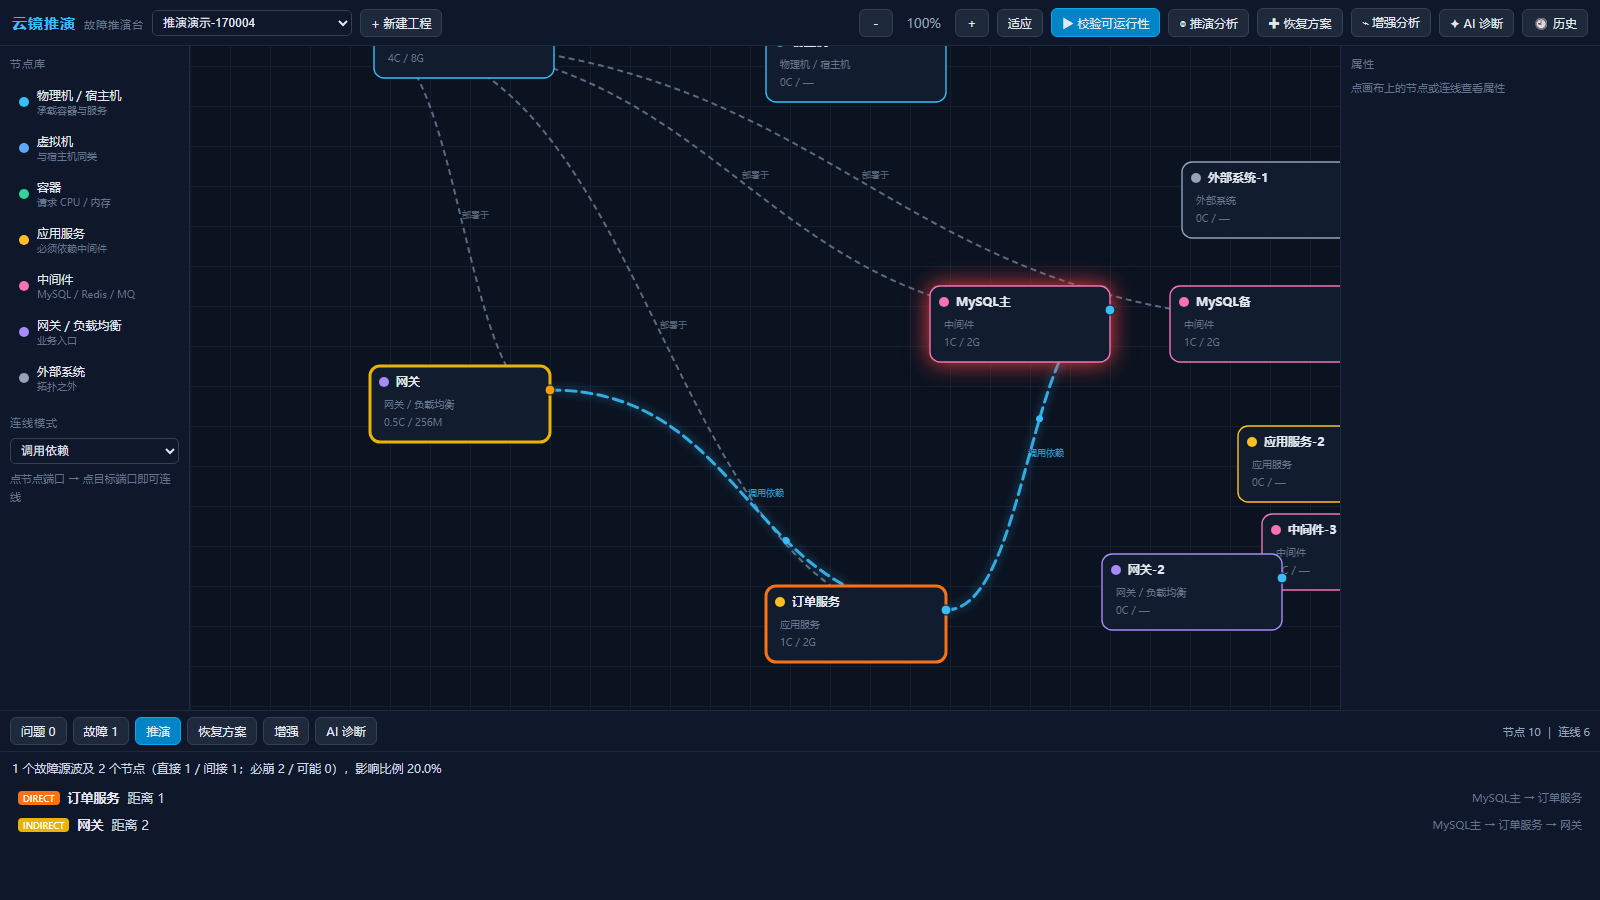 云镜推演 故障推演台 推演演示-170004 + 新建工程 - 100% + 适应 ▶ 校验可运行性 推演分析 ✚ 恢复方案 增强分析 ✦ AI 诊断 历史
节点库
物理机 / 宿主机
承载容器与服务
虚拟机
与宿主机同类
容器
请求 CPU / 内存
应用服务
必须依赖中间件
中间件
MySQL / Redis / MQ
网关 / 负载均衡
业务入口
外部系统
拓扑之外
连线模式
调用依赖
点节点端口 → 点目标端口即可连
线
4C / 8G
物理机 / 宿主机
0C / —
部署于
部署于
部署于
部署于
外部系统-1
外部系统
0C / —
MySQL主
中间件
1C / 2G
MySQL备
中间件
1C / 2G
网关
网关 / 负载均衡
0.5C / 256M
调用依赖
调用依赖
应用服务-2
应用服务
0C / —
中间件-3
中间件
C / —
网关-2
网关 / 负载均衡
0C / —
订单服务
应用服务
1C / 2G
属性
点画布上的节点或连线查看属性
问题 0 故障 1 推演 恢复方案 增强 AI 诊断 节点 10 | 连线 6
1 个故障源波及 2 个节点（直接 1 / 间接 1；必崩 2 / 可能 0），影响比例 20.0%
DIRECT 订单服务 距离 1 MySQL主 → 订单服务
INDIRECT 网关 距离 2 MySQL主 → 订单服务 → 网关